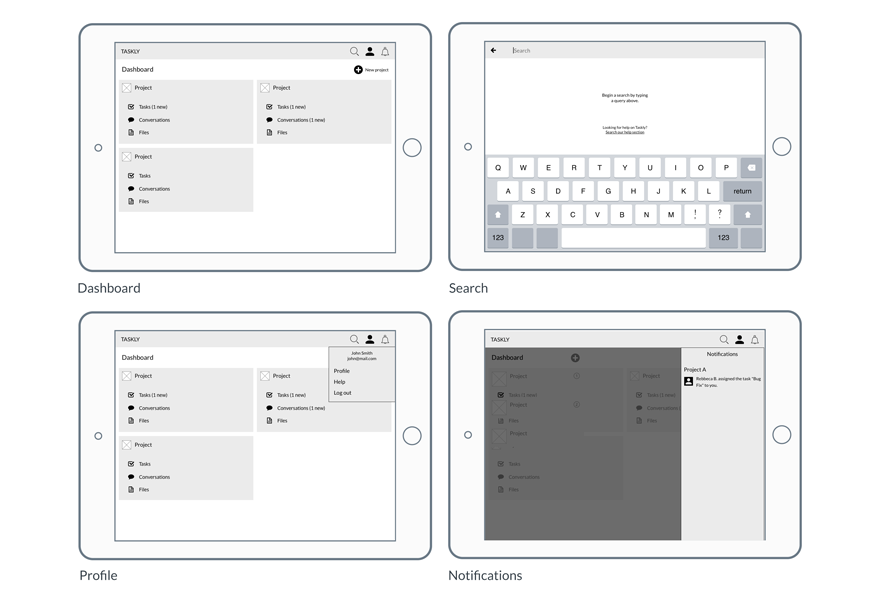 TASKLY
Dashboard
New project
Project
Tasks (1 new)
Conversations
Files
Project
Tasks (1 new)
Conversations (1 new)
Files
Project
Tasks
Conversations
Files
Dashboard
Search
Begin a search by typing
a query above.
Looking for help on Taskly?
Search our help section
Q W E R T Y U I O P
A S D F G H J K L return
Z X C V B N M ! ?
123 123
Search
TASKLY
John Smith
john@mail.com
Profile
Help
Log out
Dashboard
Project
Tasks (1 new)
Conversations
Files
Project
Tasks (1 new)
Conversations (1 new)
Files
Project
Tasks
Conversations
Files
Profile
TASKLY
Dashboard
Project
Tasks (1 new)
Project
Files
Project
Tasks
Conversations
Files
Project
Tasks (1 new)
Conversations
Files
Notifications
Project A
Rebbeca B. assigned the task "Bug
Fix" to you.
Notifications